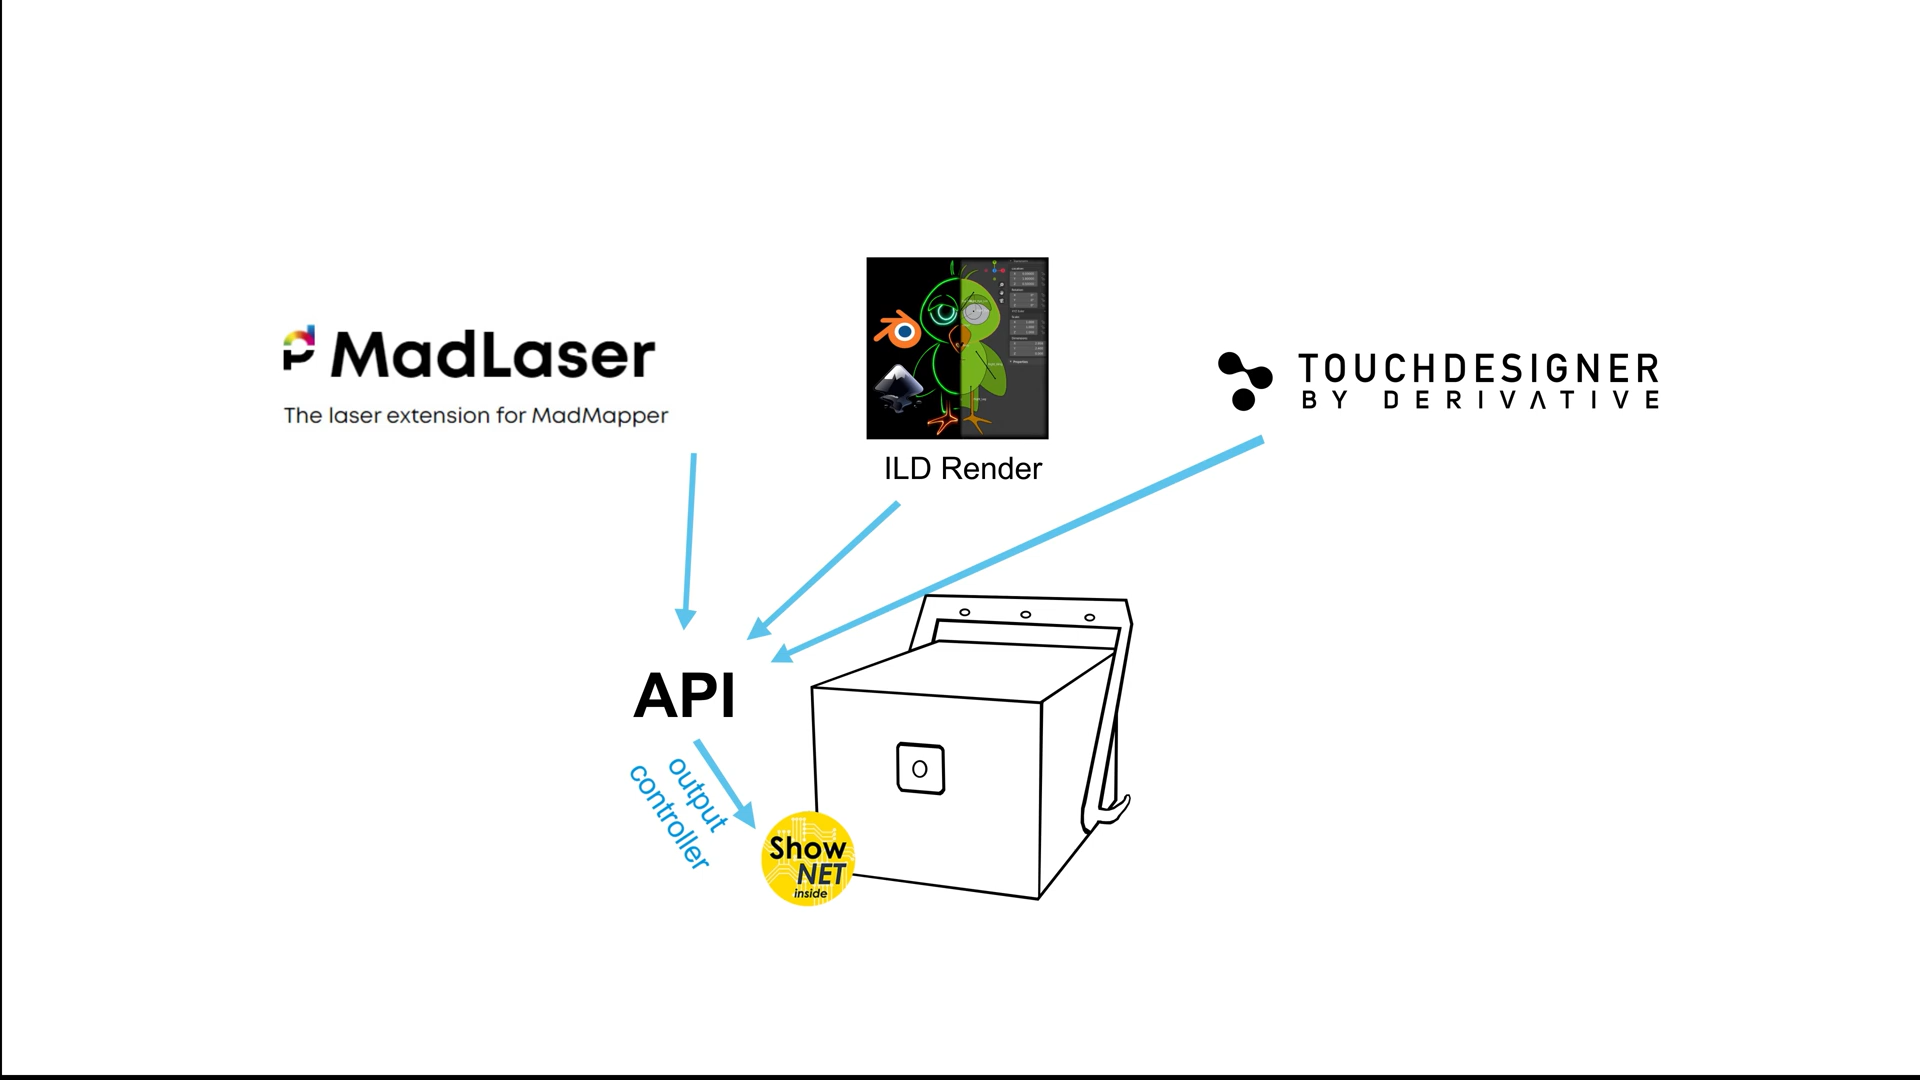 MadLaser
The laser extension for MadMapper
ILD Render
TOUCHDESIGNER
BY DERIVATIVE
API
output
controller
Show
NET
inside